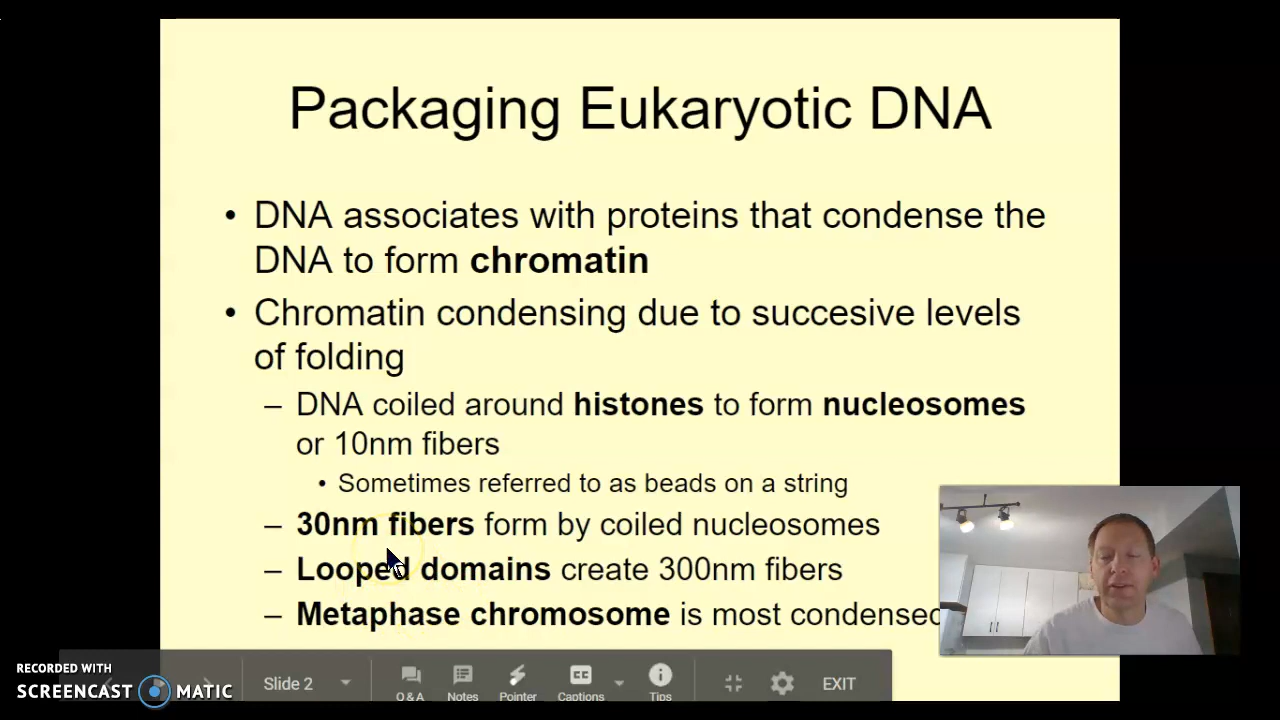 Packaging Eukaryotic DNA
• DNA associates with proteins that condense the
DNA to form chromatin
• Chromatin condensing due to succesive levels
of folding
– DNA coiled around histones to form nucleosomes
or 10nm fibers
• Sometimes referred to as beads on a string
– 30nm fibers form by coiled nucleosomes
– Looped domains create 300nm fibers
– Metaphase chromosome is most condensed
RECORDED WITH
SCREENCAST MATIC
Slide 2
Q & A
Notes
Pointer
Captions
Tips
EXIT